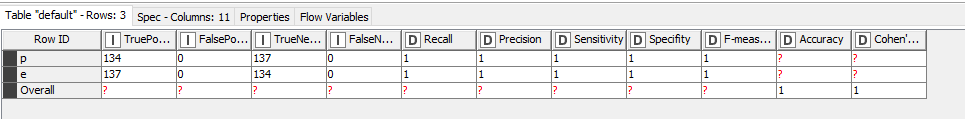 Table "default" - Rows: 3 Spec - Columns: 11 Properties Flow Variables
Row ID I TruePo... I FalsePo... I TrueNe... I FalseN... D Recall D Precision D Sensitivity D Specifity D F-meas... D Accuracy D Cohen'...
p 134 0 137 0 1 1 1 1 1 ? ?
e 137 0 134 0 1 1 1 1 1 ? ?
Overall ? ? ? ? ? ? ? ? ? 1 1